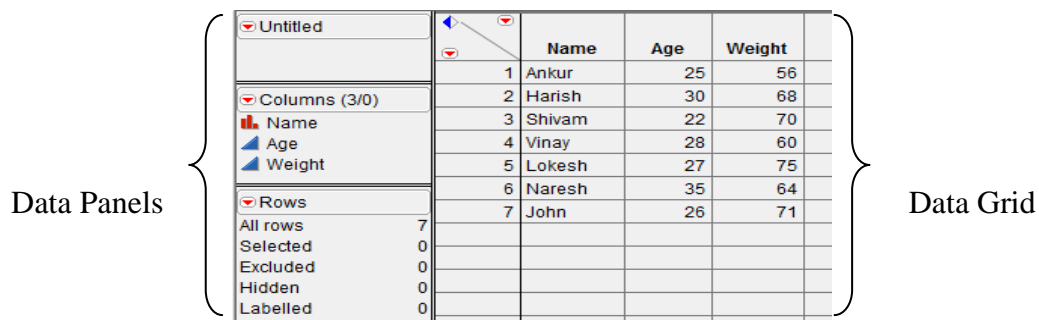 Data Panels
Untitled
Columns (3/0)
Name
Age
Weight
Rows
All rows 7
Selected 0
Excluded 0
Hidden 0
Labelled 0
Name Age Weight
1 Ankur 25 56
2 Harish 30 68
3 Shivam 22 70
4 Vinay 28 60
5 Lokesh 27 75
6 Naresh 35 64
7 John 26 71
Data Grid